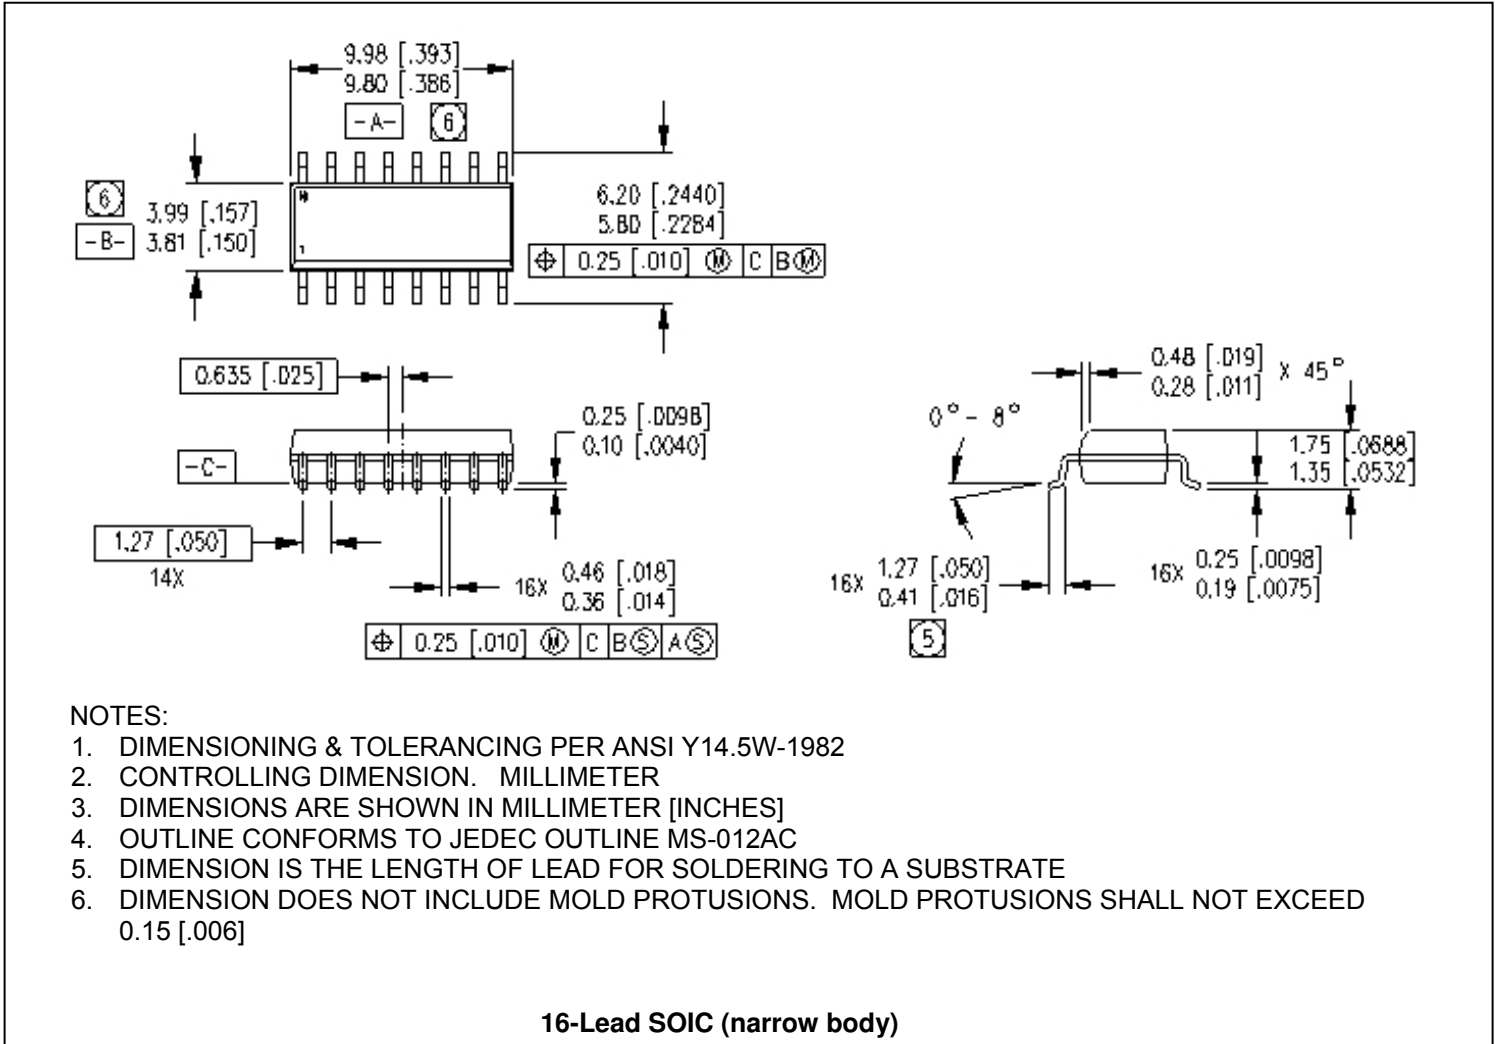 9.98 [.393]
9.80 [.386]
-A- 6
6
3.99 [.157]
-B- 3.81 [.150]
N
1
6.20 [.2440]
5.80 [.2284]
⌖ 0.25 [.010] Ⓜ C B Ⓜ
0.635 [.025]
0.25 [.0098]
0.10 [.0040]
-C-
1.27 [.050]
14X
16X 0.46 [.018]
0.36 [.014]
⌖ 0.25 [.010] Ⓜ C B Ⓢ A Ⓢ
0.48 [.019]
0.28 [.011] X 45°
0° - 8°
1.75 [.0688]
1.35 [.0532]
16X 1.27 [.050]
0.41 [.016]
5
16X 0.25 [.0098]
0.19 [.0075]
NOTES:
1. DIMENSIONING & TOLERANCING PER ANSI Y14.5W-1982
2. CONTROLLING DIMENSION. MILLIMETER
3. DIMENSIONS ARE SHOWN IN MILLIMETER [INCHES]
4. OUTLINE CONFORMS TO JEDEC OUTLINE MS-012AC
5. DIMENSION IS THE LENGTH OF LEAD FOR SOLDERING TO A SUBSTRATE
6. DIMENSION DOES NOT INCLUDE MOLD PROTUSIONS. MOLD PROTUSIONS SHALL NOT EXCEED
0.15 [.006]
16-Lead SOIC (narrow body)